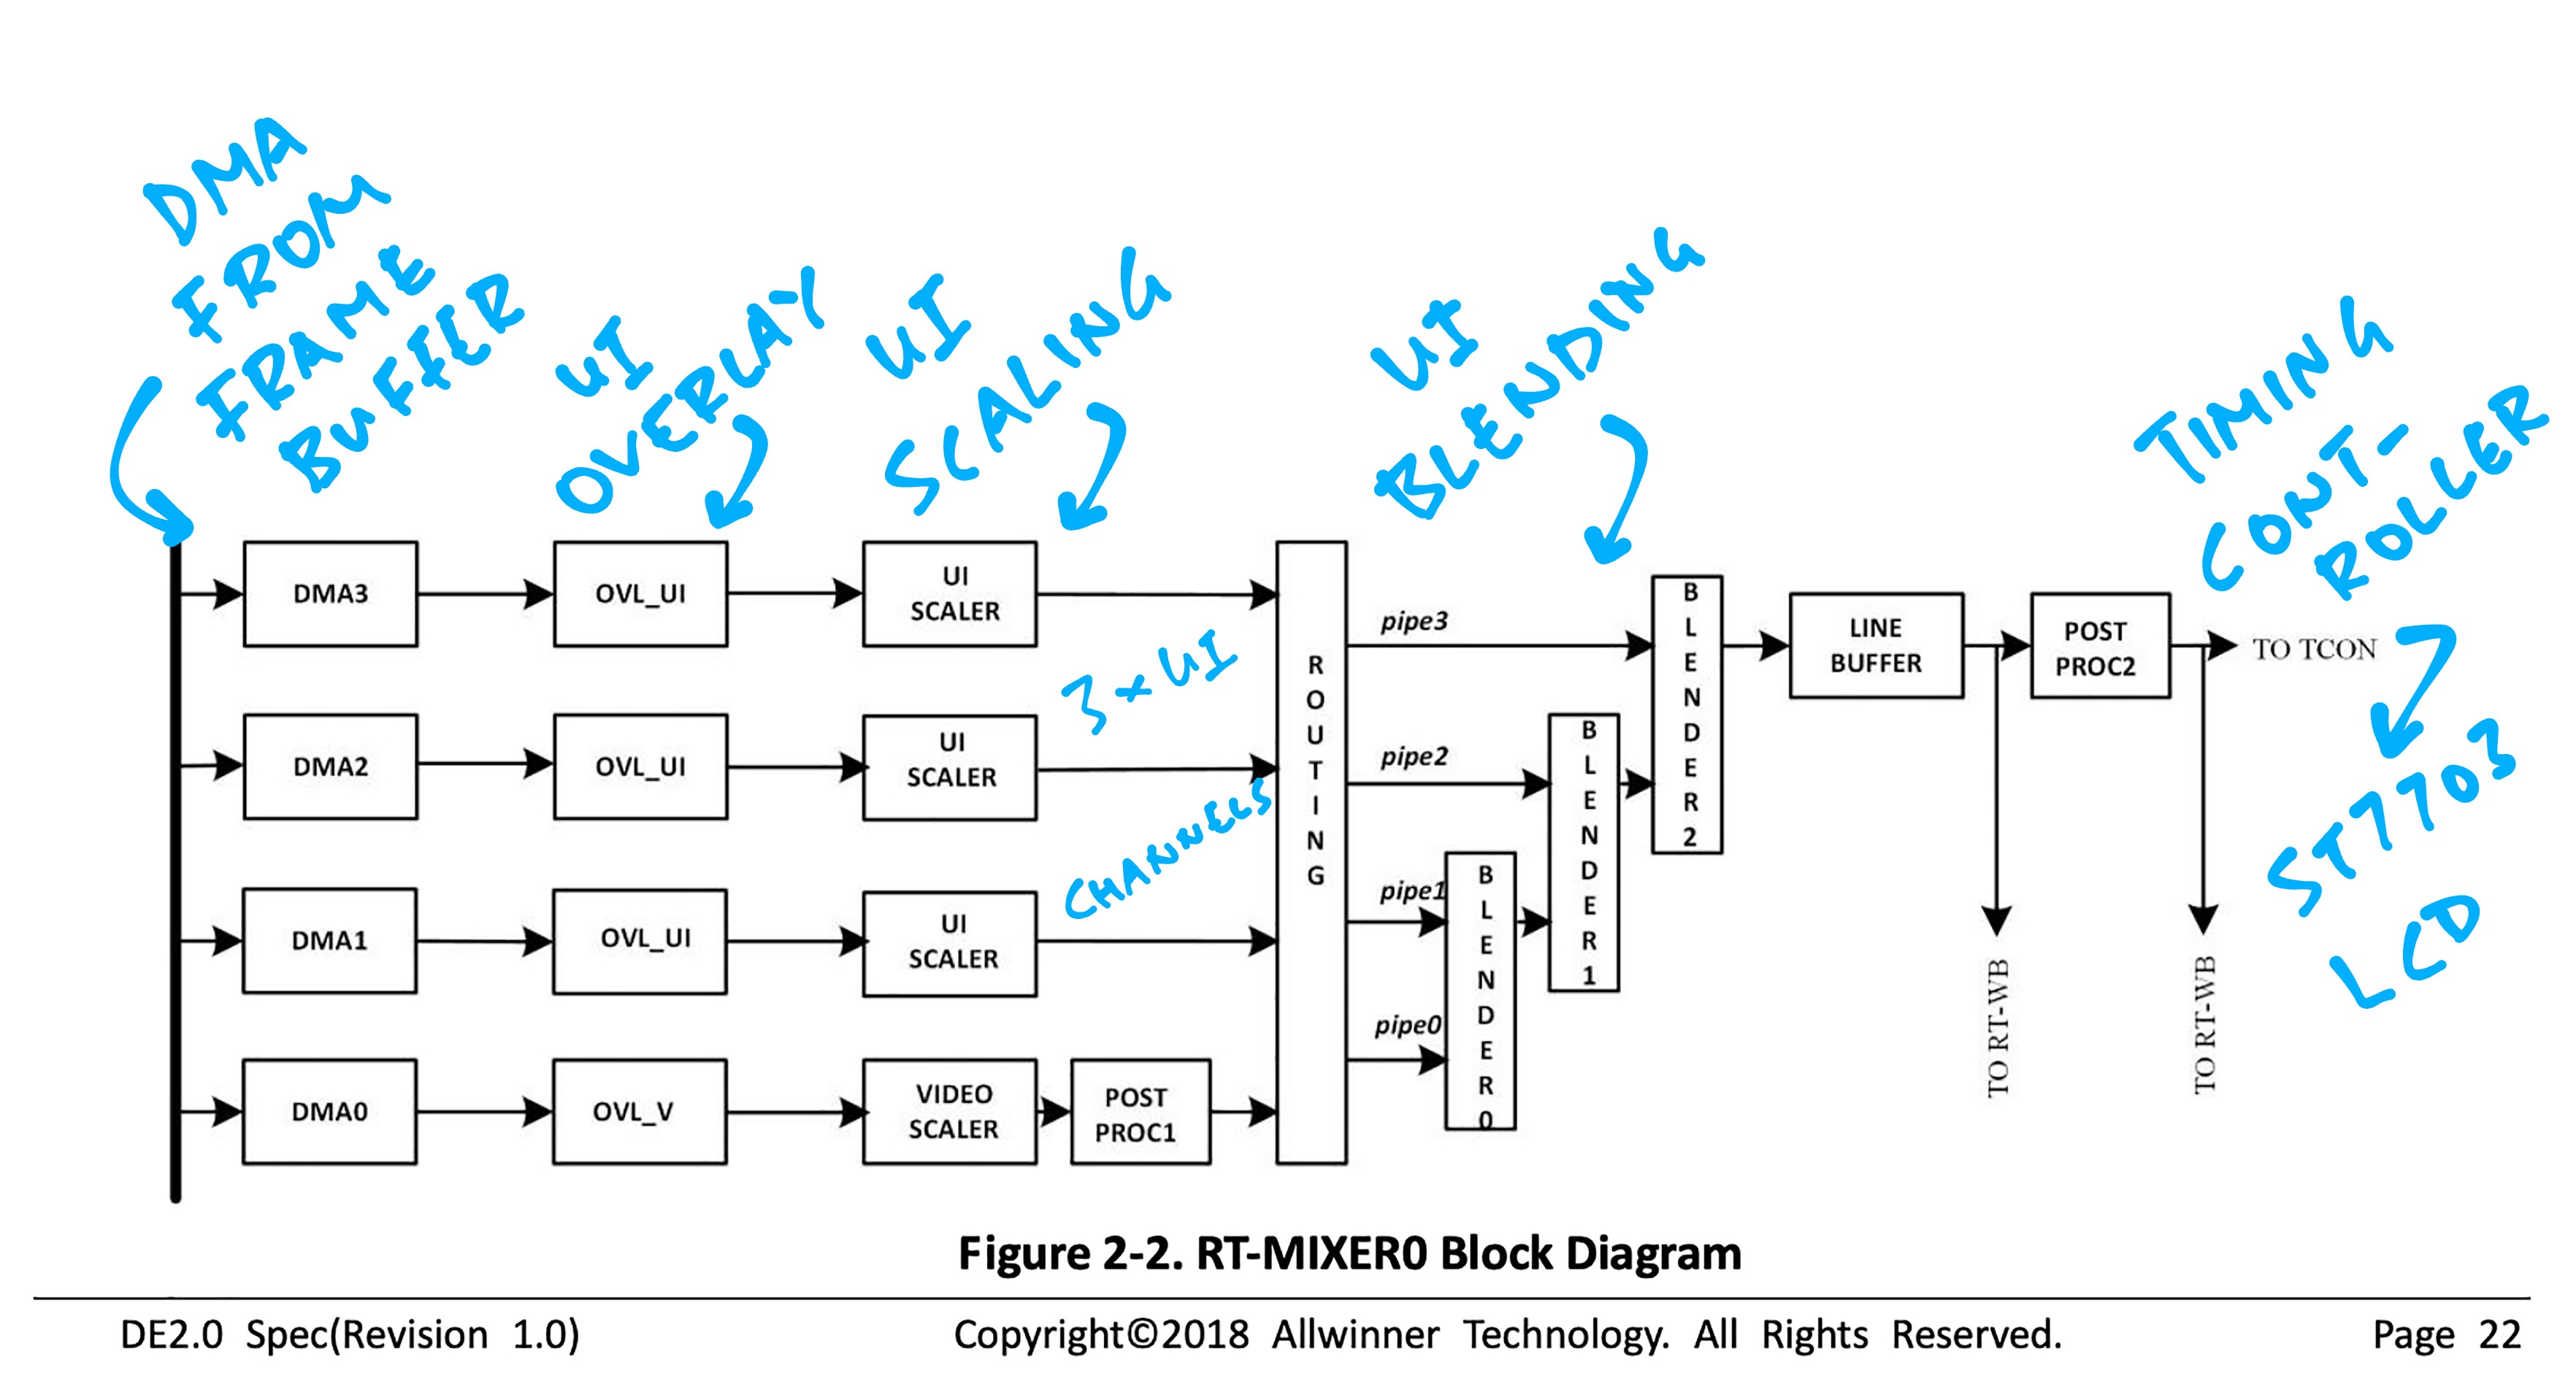 DMA
FROM
FRAME
BUFFER
UI
OVERLAY
UI
SCALING
UI
BLENDING
TIMING
CONT-
ROLLER
DMA3
OVL_UI
UI
SCALER
3 x UI
CHANNELS
DMA2
OVL_UI
UI
SCALER
DMA1
OVL_UI
UI
SCALER
DMA0
OVL_V
VIDEO
SCALER
POST
PROC1
ROUTING
pipe3
pipe2
pipe1
pipe0
BLENDER0
BLENDER1
BLENDER2
LINE
BUFFER
POST
PROC2
TO TCON
TO RT-WB
TO RT-WB
ST7703
LCD
Figure 2-2. RT-MIXER0 Block Diagram
DE2.0 Spec(Revision 1.0) Copyright©2018 Allwinner Technology. All Rights Reserved. Page 22